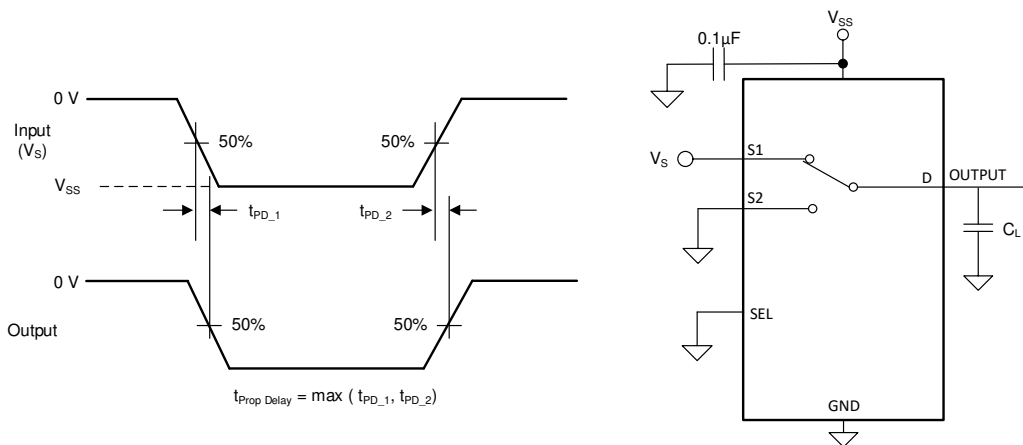 0 V
Input
(VS)
50%
50%
VSS
tPD_1
tPD_2
0 V
Output
50%
50%
tProp Delay = max ( tPD_1, tPD_2)
VSS
0.1µF
VS
S1
S2
D
OUTPUT
CL
SEL
GND